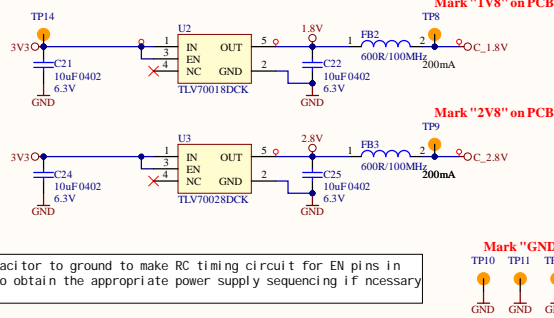 Mark "1V8" on PCB
TP14
U2
1.8V
FB2
TP8
3V3
1
IN
OUT
5
1
2
C_1.8V
3
EN
600R/100MHz
200mA
4
NC
GND
2
C21
10uF0402
6.3V
C22
10uF0402
6.3V
TLV70018DCK
GND
GND
Mark "2V8" on PCB
U3
2.8V
FB3
TP9
3V3
1
IN
OUT
5
1
2
C_2.8V
3
EN
600R/100MHz
200mA
4
NC
GND
2
C24
10uF0402
6.3V
C25
10uF0402
6.3V
TLV70028DCK
GND
GND
acitor to ground to make RC timing circuit for EN pins in
o obtain the appropriate power supply sequencing if ncessary
Mark "GND
TP10
TP11
GND
GND